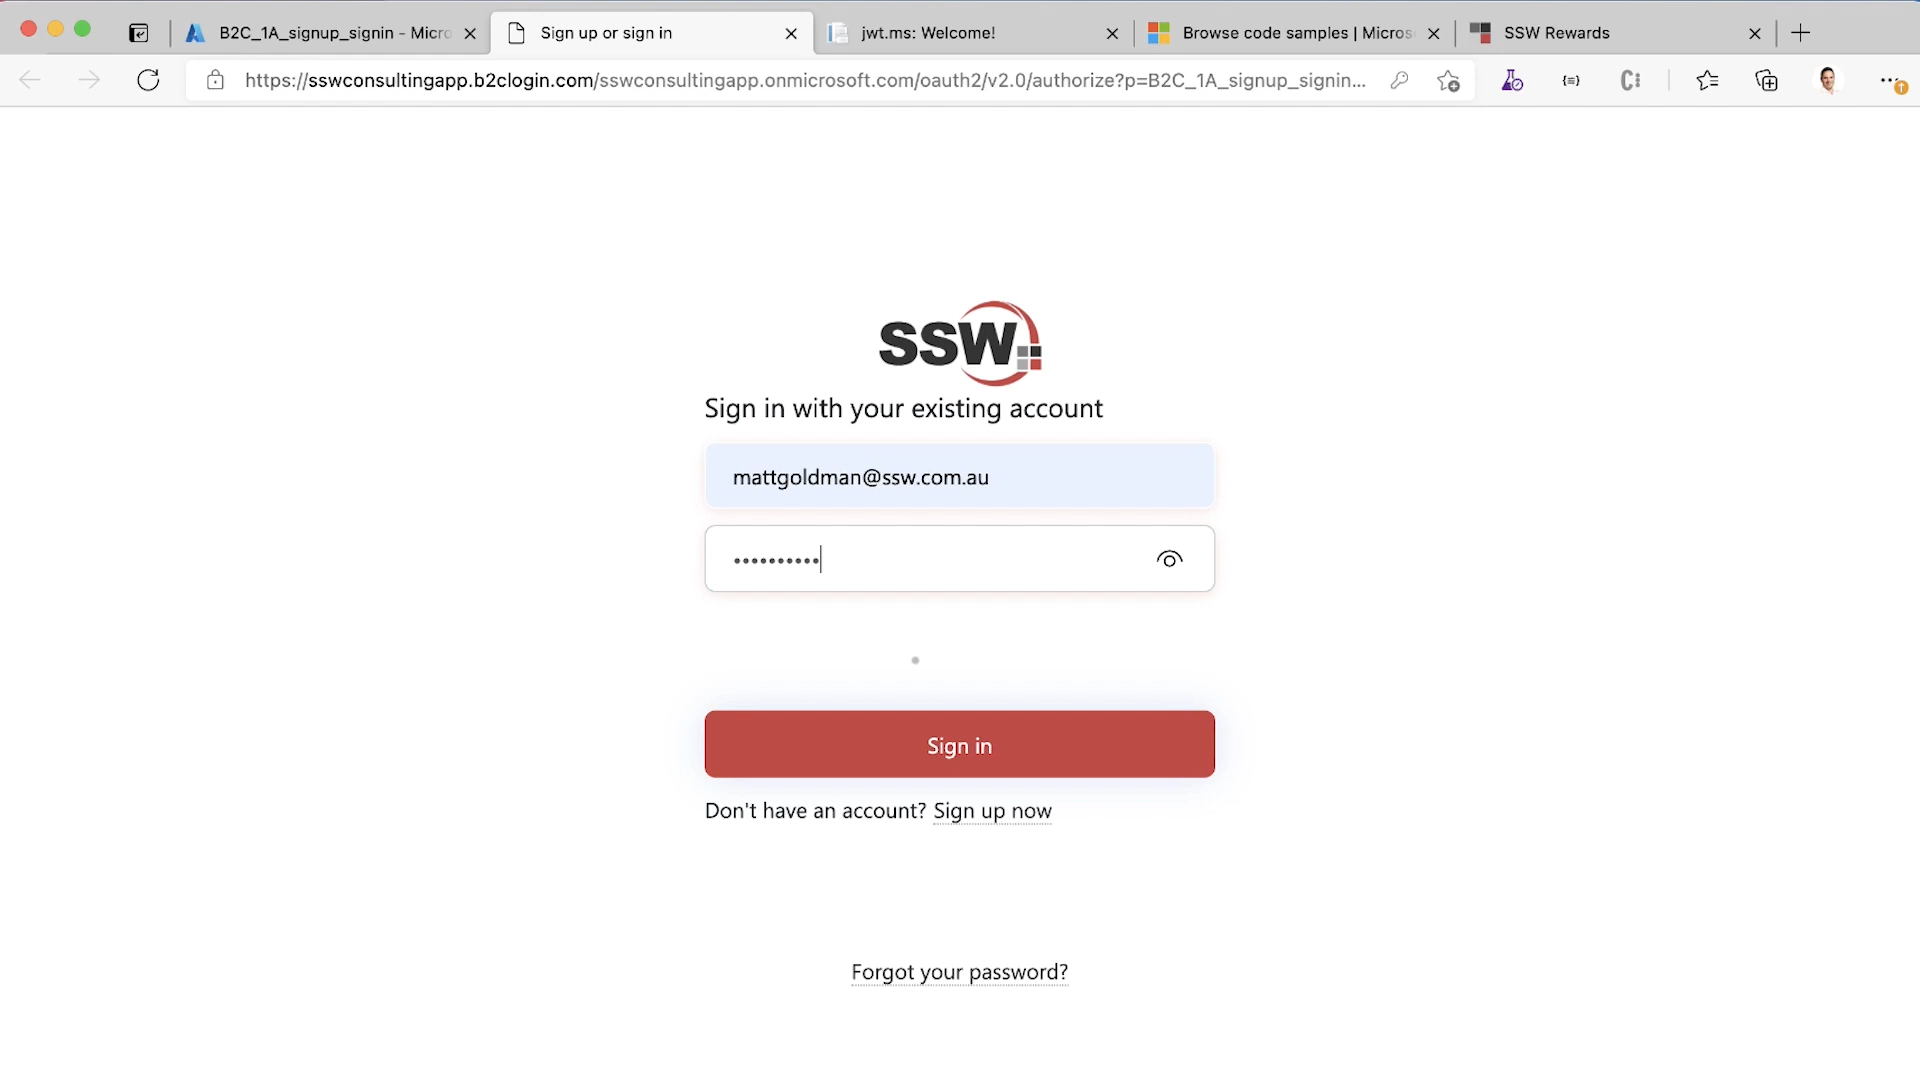 B2C_1A_signup_signin - Micro
Sign up or sign in
jwt.ms: Welcome!
Browse code samples | Micros
SSW Rewards
https://sswconsultingapp.b2clogin.com/sswconsultingapp.onmicrosoft.com/oauth2/v2.0/authorize?p=B2C_1A_signup_signin...
SSW
Sign in with your existing account
mattgoldman@ssw.com.au
••••••••••
Sign in
Don't have an account? Sign up now
Forgot your password?